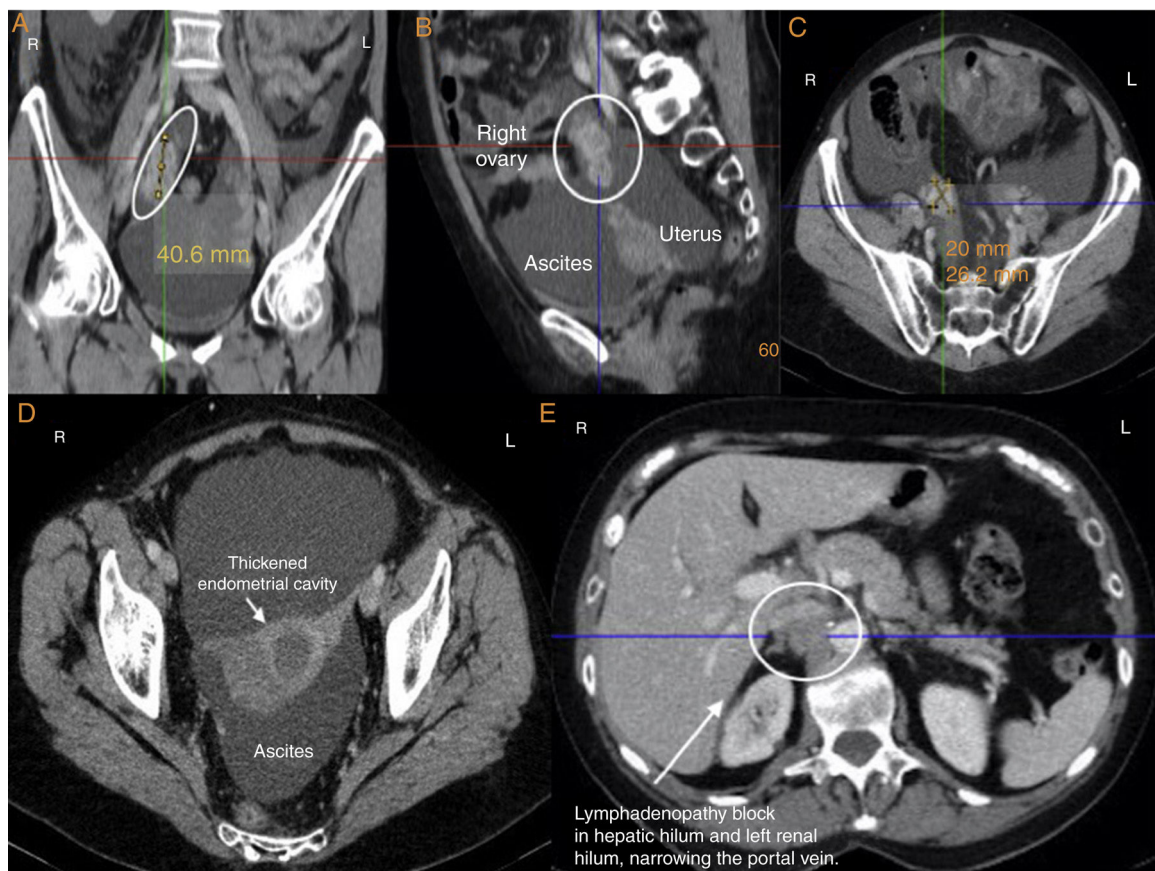 A
R
L
40.6 mm
B
Right
ovary
Ascites
Uterus
60
C
R
L
20 mm
26.2 mm
D
R
L
Thickened
endometrial cavity
Ascites
E
R
L
Lymphadenopathy block
in hepatic hilum and left renal
hilum, narrowing the portal vein.